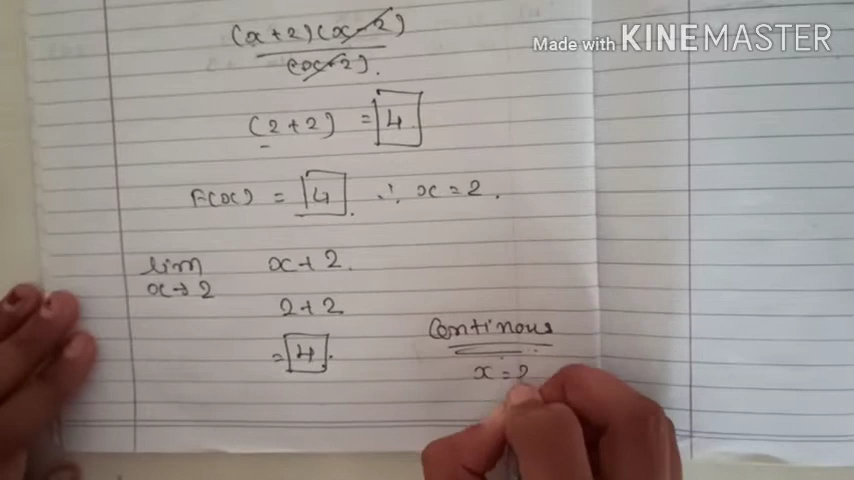 Made with KINEMASTER
(x+2)(x-2)
(x-2).
(2+2) = 4
F(x) = 4. ∴ x = 2.
lim x+2.
x→2
2+2
= 4.
Continous
x = 2